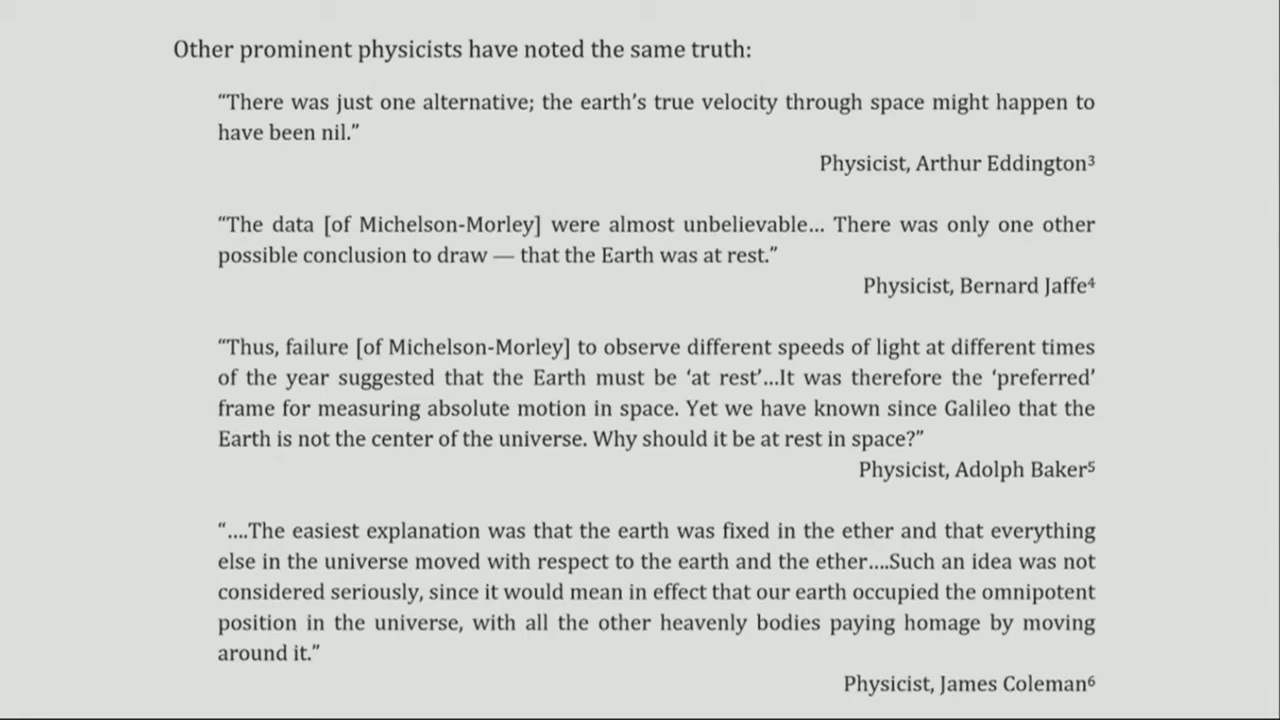 Other prominent physicists have noted the same truth:
“There was just one alternative; the earth’s true velocity through space might happen to
have been nil.”
Physicist, Arthur Eddington³
“The data [of Michelson-Morley] were almost unbelievable... There was only one other
possible conclusion to draw — that the Earth was at rest.”
Physicist, Bernard Jaffe⁴
“Thus, failure [of Michelson-Morley] to observe different speeds of light at different times
of the year suggested that the Earth must be ‘at rest’...It was therefore the ‘preferred’
frame for measuring absolute motion in space. Yet we have known since Galileo that the
Earth is not the center of the universe. Why should it be at rest in space?”
Physicist, Adolph Baker⁵
“....The easiest explanation was that the earth was fixed in the ether and that everything
else in the universe moved with respect to the earth and the ether....Such an idea was not
considered seriously, since it would mean in effect that our earth occupied the omnipotent
position in the universe, with all the other heavenly bodies paying homage by moving
around it.”
Physicist, James Coleman⁶